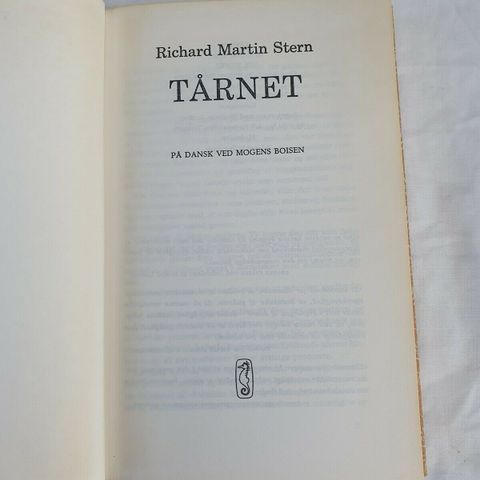 Richard Martin Stern
TÅRNET
PÅ DANSK VED MOGENS BOISEN